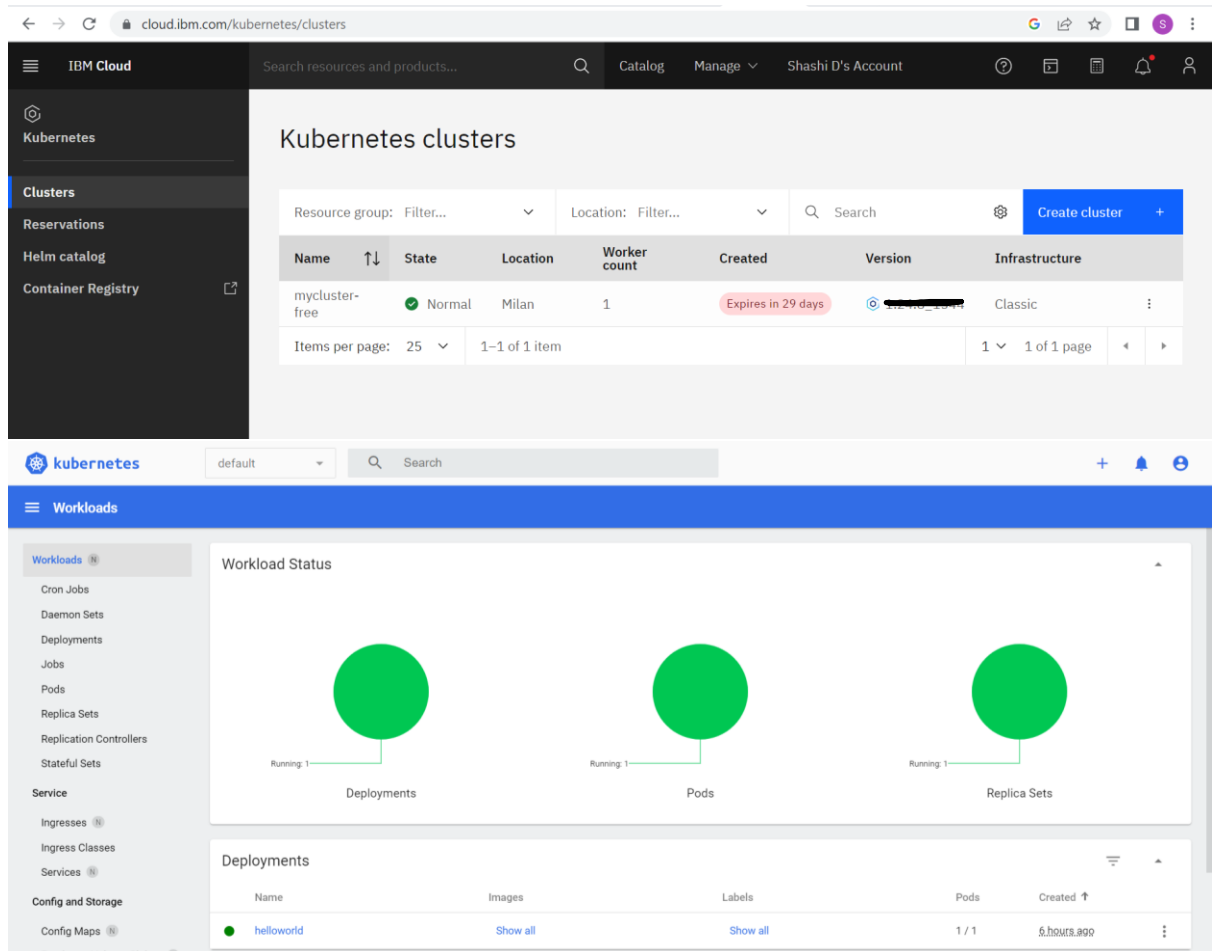 cloud.ibm.com/kubernetes/clusters
G
S
IBM Cloud
Search resources and products...
Catalog
Manage
Shashi D's Account
Kubernetes
Clusters
Reservations
Helm catalog
Container Registry
Kubernetes clusters
Resource group: Filter...
Location: Filter...
Search
Create cluster +
Name State Location Worker count Created Version Infrastructure
mycluster-free Normal Milan 1 Expires in 29 days Classic
Items per page: 25 1–1 of 1 item 1 1 of 1 page
kubernetes
default
Search
+
Workloads
Workloads N
Cron Jobs
Daemon Sets
Deployments
Jobs
Pods
Replica Sets
Replication Controllers
Stateful Sets
Service
Ingresses N
Ingress Classes
Services N
Config and Storage
Config Maps N
Workload Status
Running: 1
Deployments
Running: 1
Pods
Running: 1
Replica Sets
Deployments
Name Images Labels Pods Created
helloworld Show all Show all 1 / 1 6 hours ago